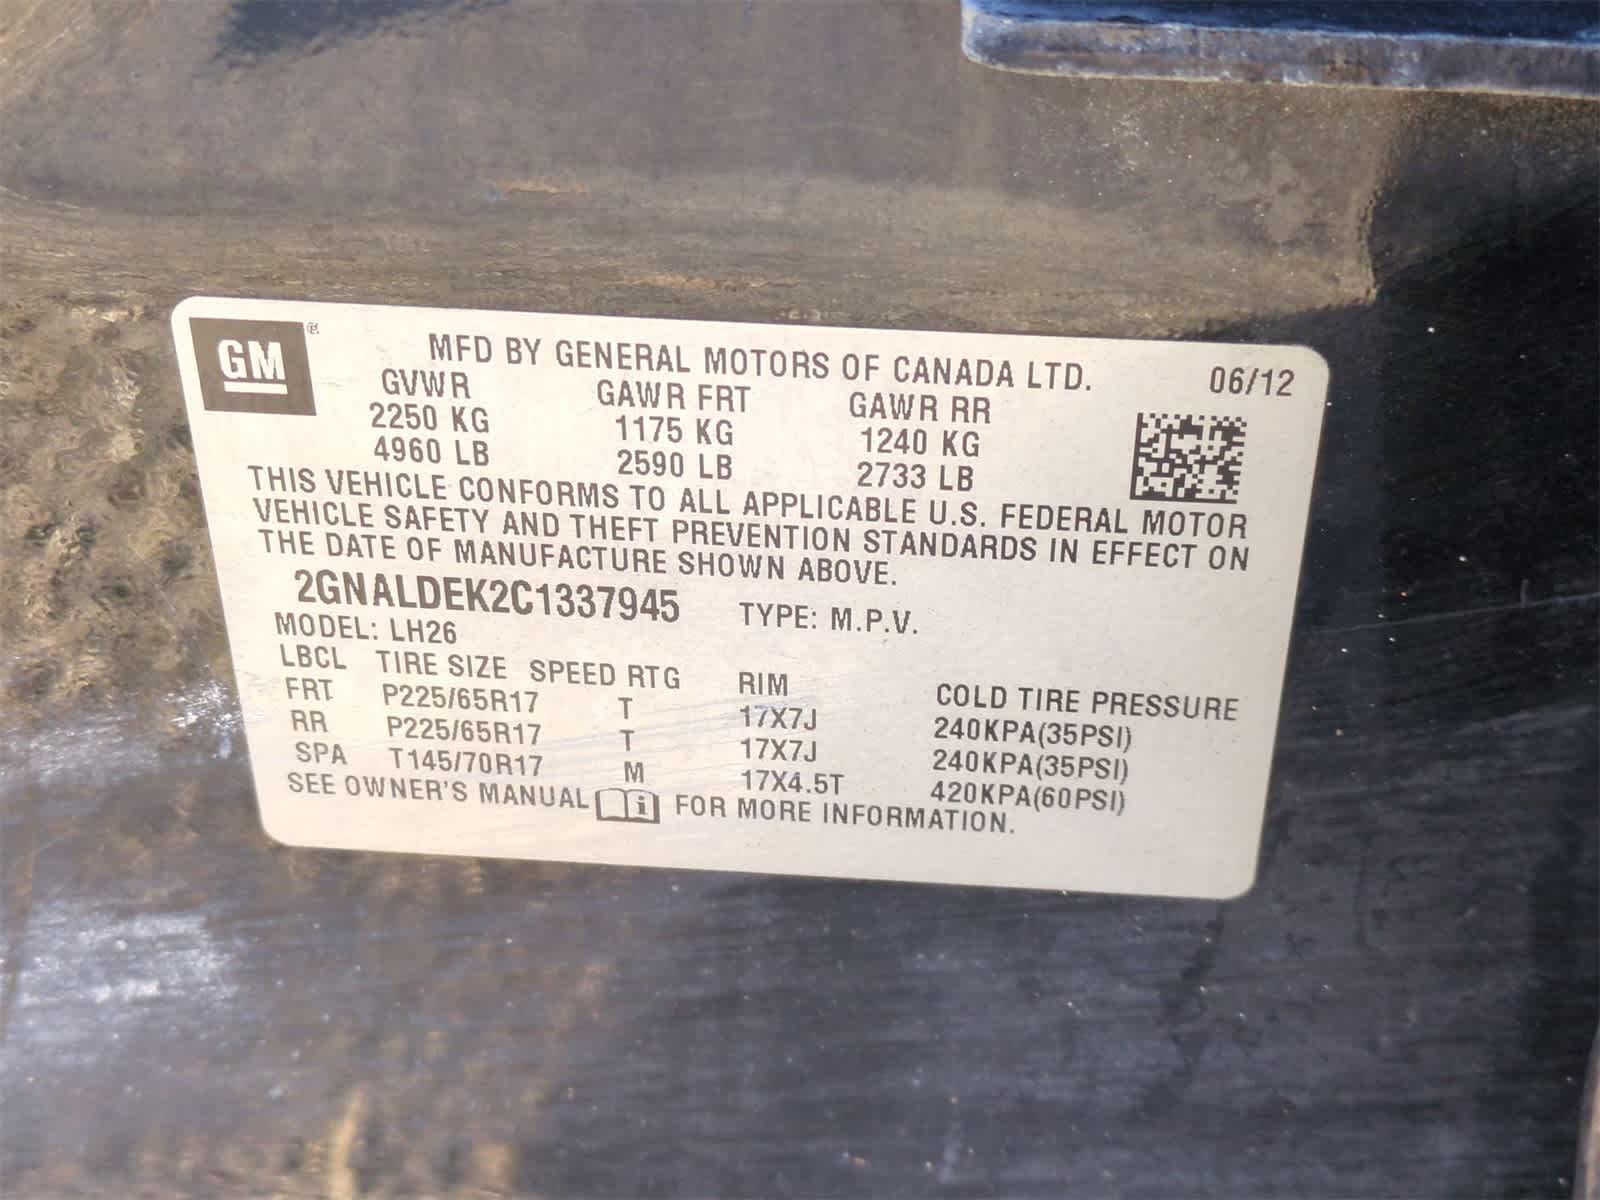 GM
MFD BY GENERAL MOTORS OF CANADA LTD. 06/12
GVWR GAWR FRT GAWR RR
2250 KG 1175 KG 1240 KG
4960 LB 2590 LB 2733 LB
THIS VEHICLE CONFORMS TO ALL APPLICABLE U.S. FEDERAL MOTOR
VEHICLE SAFETY AND THEFT PREVENTION STANDARDS IN EFFECT ON
THE DATE OF MANUFACTURE SHOWN ABOVE.
2GNALDEK2C1337945 TYPE: M.P.V.
MODEL: LH26
LBCL TIRE SIZE SPEED RTG RIM COLD TIRE PRESSURE
FRT P225/65R17 T 17X7J 240KPA(35PSI)
RR P225/65R17 T 17X7J 240KPA(35PSI)
SPA T145/70R17 M 17X4.5T 420KPA(60PSI)
SEE OWNER'S MANUAL i FOR MORE INFORMATION.